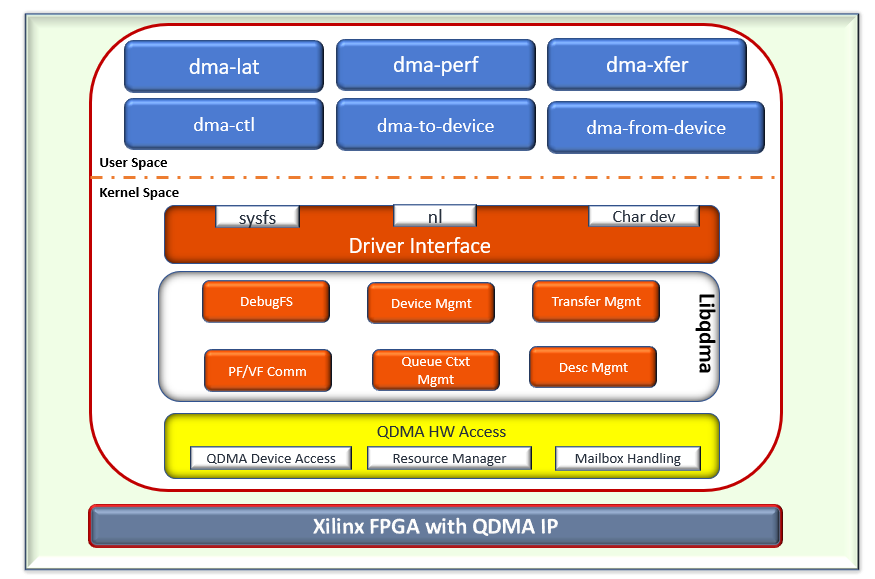 dma-lat
dma-perf
dma-xfer
dma-ctl
dma-to-device
dma-from-device
User Space
Kernel Space
sysfs
nl
Char dev
Driver Interface
DebugFS
Device Mgmt
Transfer Mgmt
Libqdma
PF/VF Comm
Queue Ctxt
Mgmt
Desc Mgmt
QDMA HW Access
QDMA Device Access
Resource Manager
Mailbox Handling
Xilinx FPGA with QDMA IP